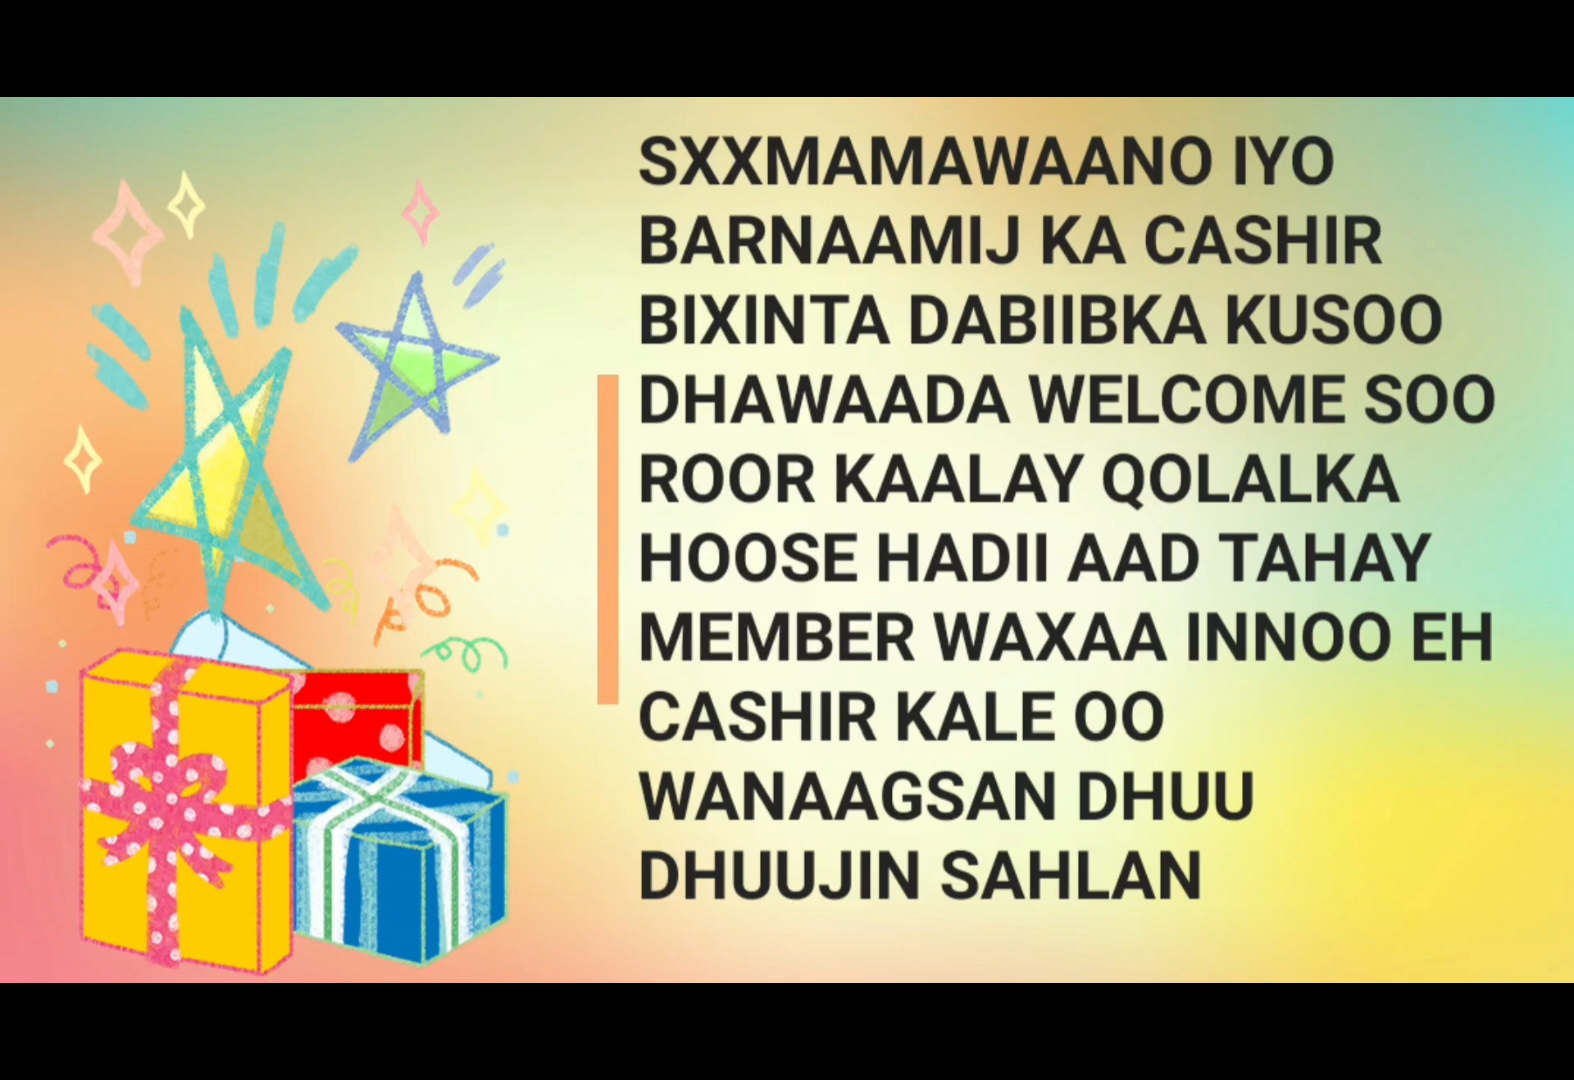 SXXMAMAWAANO IYO
BARNAAMIJ KA CASHIR
BIXINTA DABIIBKA KUSOO
DHAWAADA WELCOME SOO
ROOR KAALAY QOLALKA
HOOSE HADII AAD TAHAY
MEMBER WAXAA INNOO EH
CASHIR KALE OO
WANAAGSAN DHUU
DHUUJIN SAHLAN